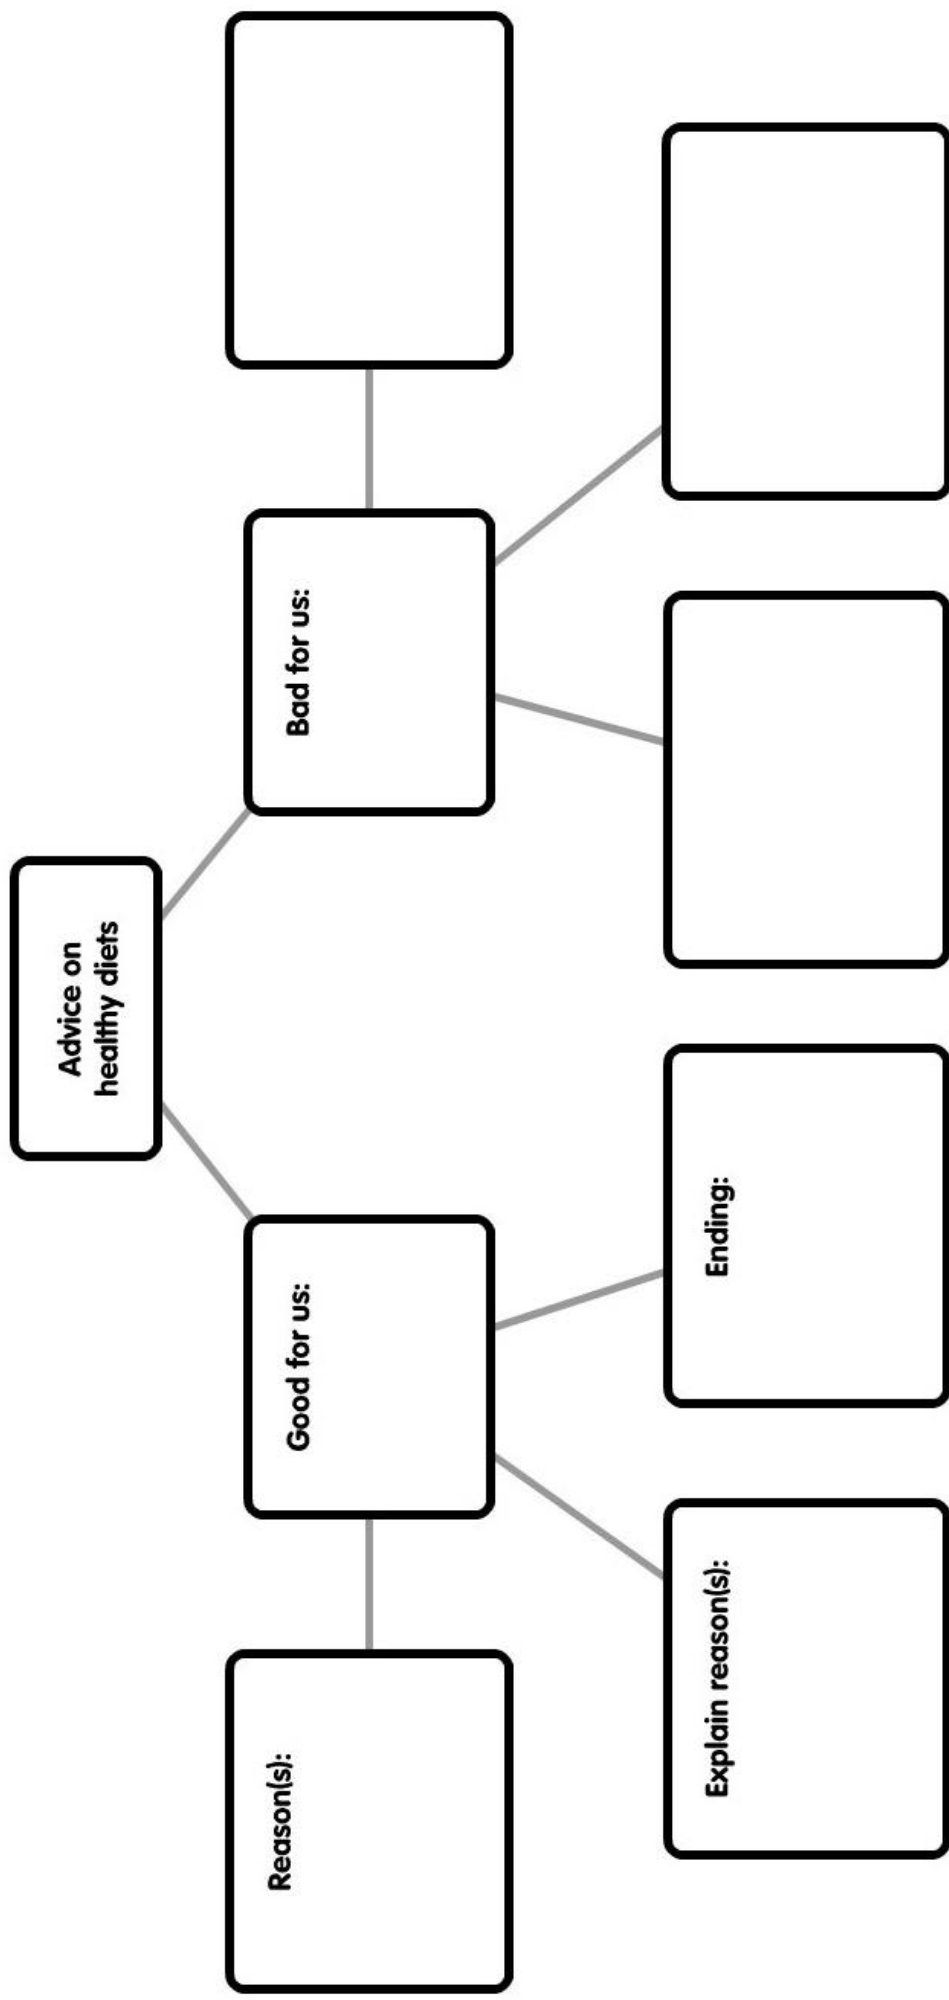 Advice on
healthy diets
Good for us:
Bad for us:
Reason(s):
Explain reason(s):
Ending: